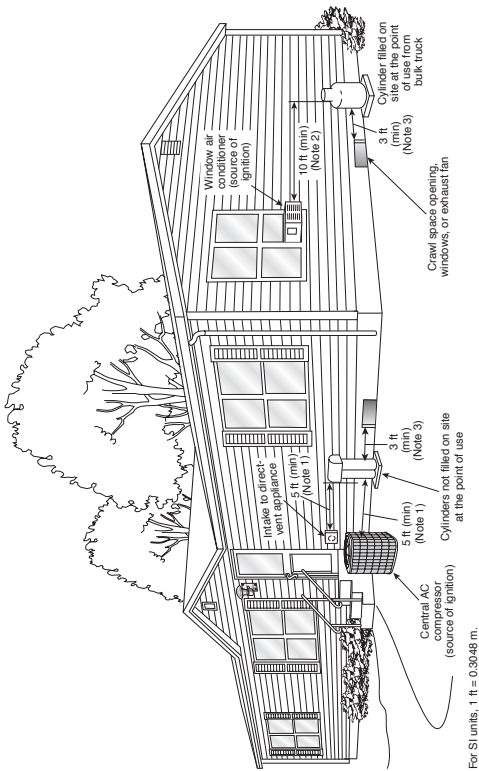 Cylinder filled on
site at the point
of use from
bulk truck
Window air
conditioner
(source of
ignition)
10 ft (min)
(Note 2)
3 ft
(min)
(Note 3)
Crawl space opening,
windows, or exhaust fan
Intake to direct-
vent appliance
5 ft (min)
(Note 1)
3 ft
(min)
(Note 3)
Cylinders not filled on site
at the point of use
5 ft (min)
(Note 1)
Central AC
compressor
(source of ignition)
For SI units, 1 ft = 0.3048 m.